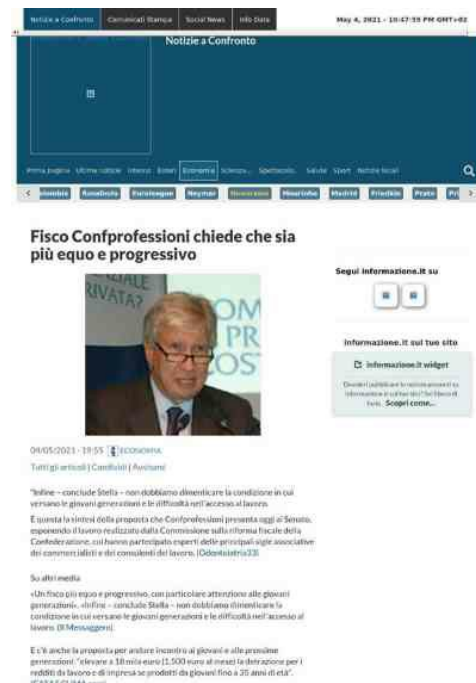 Notizie a Confronto Comunicati Stampa Social News Info Data May 4, 2021 - 10:47:55 PM GMT+02
Notizie a Confronto
Prima pagina Ultime notizie Interno Esteri Economia Scienza... Spettacolo.. Salute Sport Notizie locali
Rosalinda Euroleague Neymar Mourinho Madrid Friedkin Prato
Fisco Confprofessioni chiede che sia
più equo e progressivo
Segui informazione.it su
informazione.it sul tuo sito
informazione.it widget
Scopri come...
04/05/2021 - 19:55 ECONOMIA
Tutti gli articoli | Condividi | Avvisami
"Infine – conclude Stella – non dobbiamo dimenticare la condizione in cui
versano le giovani generazioni e le difficoltà nell'accesso al lavoro.
È questa la sintesi della proposta che Confprofessioni presenta oggi al Senato,
esponendo il lavoro realizzato dalla Commissione sulla riforma fiscale della
Confederazione, cui hanno partecipato esperti delle principali sigle associative
dei commercialisti e dei consulenti del lavoro. (Odontoiatria33)
Su altri media
«Un fisco più equo e progressivo, con particolare attenzione alle giovani
generazioni». «Infine – conclude Stella – non dobbiamo dimenticare la
condizione in cui versano le giovani generazioni e le difficoltà nell'accesso al
lavoro. (Il Messaggero)
E c'è anche la proposta per andare incontro ai giovani e alle prossime
generazioni: "elevare a 18 mila euro (1.500 euro al mese) la detrazione per i
redditi da lavoro e di impresa se prodotti da giovani fino a 35 anni di età".